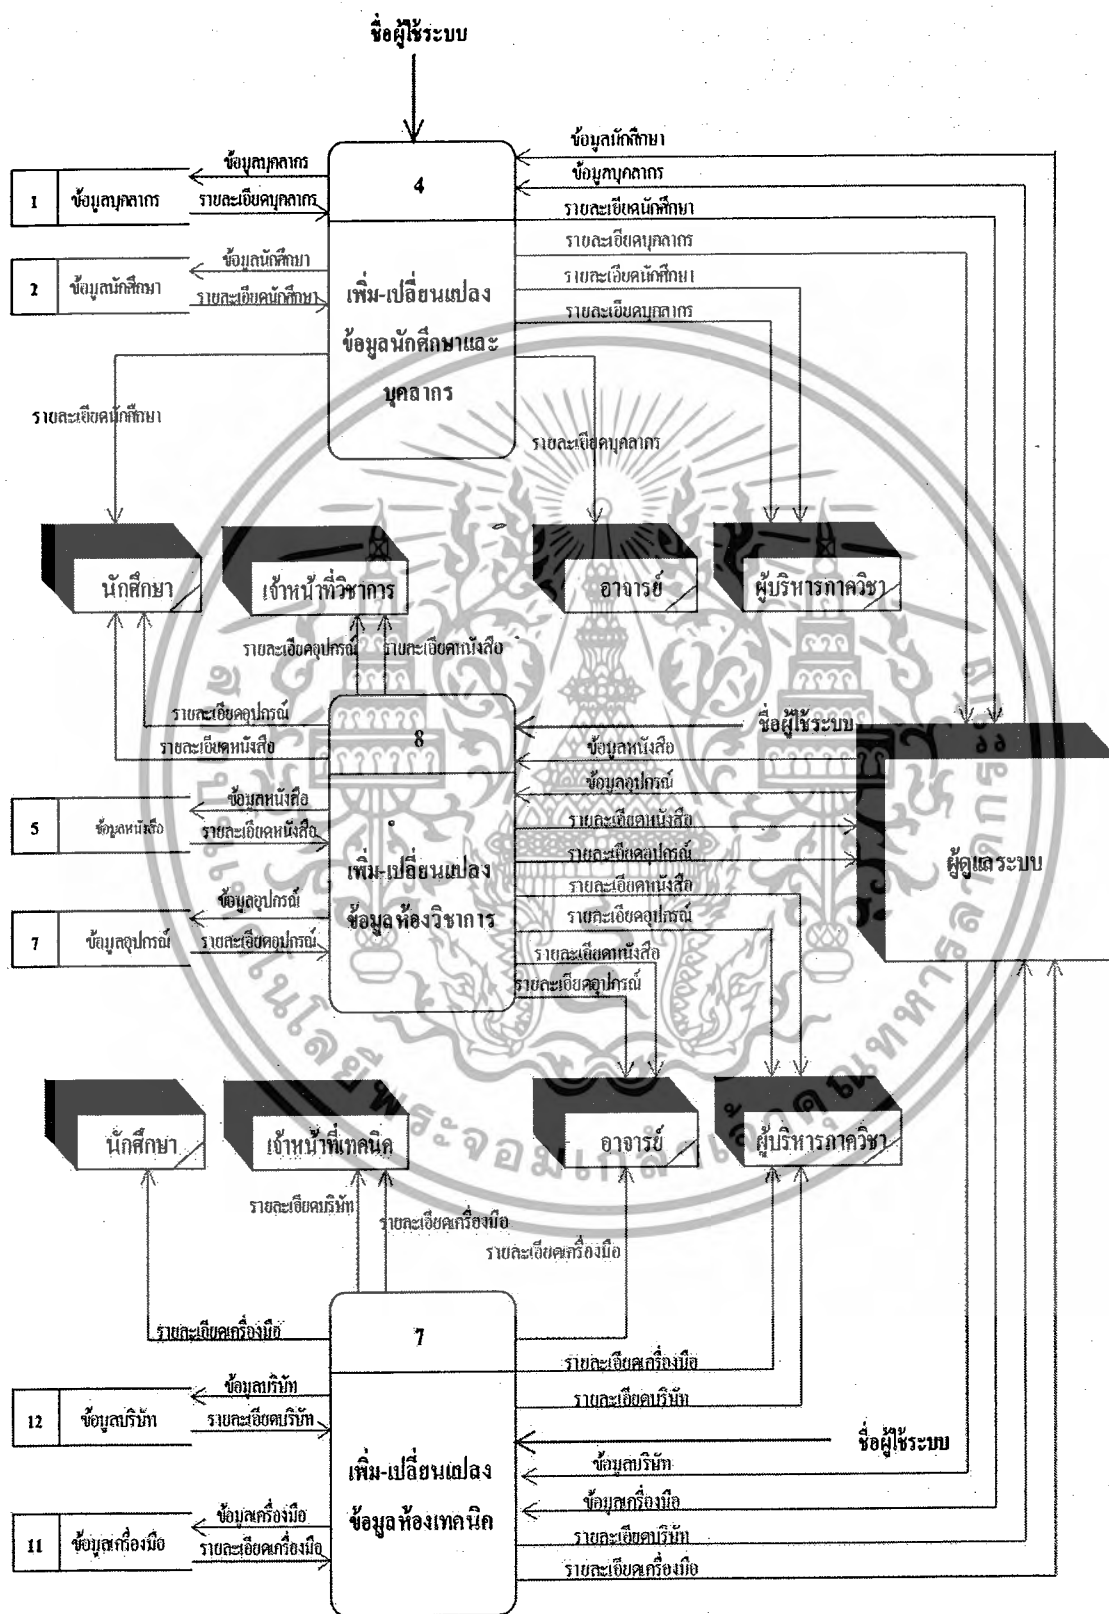 ชื่อผู้ใช้ระบบ
ข้อมูลนักศึกษา
ข้อมูลบุคลากร
4
ข้อมูลบุคลากร
1
ข้อมูลบุคลากร
รายละเอียดบุคลากร
รายละเอียดนักศึกษา
รายละเอียดบุคลากร
ข้อมูลนักศึกษา
2
ข้อมูลนักศึกษา
รายละเอียดนักศึกษา
รายละเอียดนักศึกษา
รายละเอียดบุคลากร
เพิ่ม-เปลี่ยนแปลง
ข้อมูลนักศึกษาและ
บุคลากร
รายละเอียดนักศึกษา
รายละเอียดบุคลากร
นักศึกษา
เจ้าหน้าที่วิชาการ
อาจารย์
ผู้บริหารภาควิชา
รายละเอียดอุปกรณ์
รายละเอียดหนังสือ
รายละเอียดอุปกรณ์
รายละเอียดหนังสือ
8
ชื่อผู้ใช้ระบบ
ข้อมูลหนังสือ
ข้อมูลอุปกรณ์
ข้อมูลหนังสือ
5
ข้อมูลหนังสือ
รายละเอียดหนังสือ
รายละเอียดหนังสือ
รายละเอียดอุปกรณ์
ผู้ดูแลระบบ
เพิ่ม-เปลี่ยนแปลง
ข้อมูลห้องวิชาการ
รายละเอียดหนังสือ
รายละเอียดอุปกรณ์
ข้อมูลอุปกรณ์
7
ข้อมูลอุปกรณ์
รายละเอียดอุปกรณ์
รายละเอียดหนังสือ
รายละเอียดอุปกรณ์
สถาบันเทคโนโลยีพระจอมเกล้าเจ้าคุณทหารลาดกระบัง
นักศึกษา
เจ้าหน้าที่เทคนิค
อาจารย์
ผู้บริหารภาควิชา
รายละเอียดบริษัท
รายละเอียดเครื่องมือ
รายละเอียดเครื่องมือ
รายละเอียดเครื่องมือ
7
รายละเอียดเครื่องมือ
รายละเอียดบริษัท
ข้อมูลบริษัท
12
ข้อมูลบริษัท
รายละเอียดบริษัท
ชื่อผู้ใช้ระบบ
เพิ่ม-เปลี่ยนแปลง
ข้อมูลห้องเทคนิค
ข้อมูลบริษัท
ข้อมูลเครื่องมือ
รายละเอียดบริษัท
รายละเอียดเครื่องมือ
ข้อมูลเครื่องมือ
11
ข้อมูลเครื่องมือ
รายละเอียดเครื่องมือ